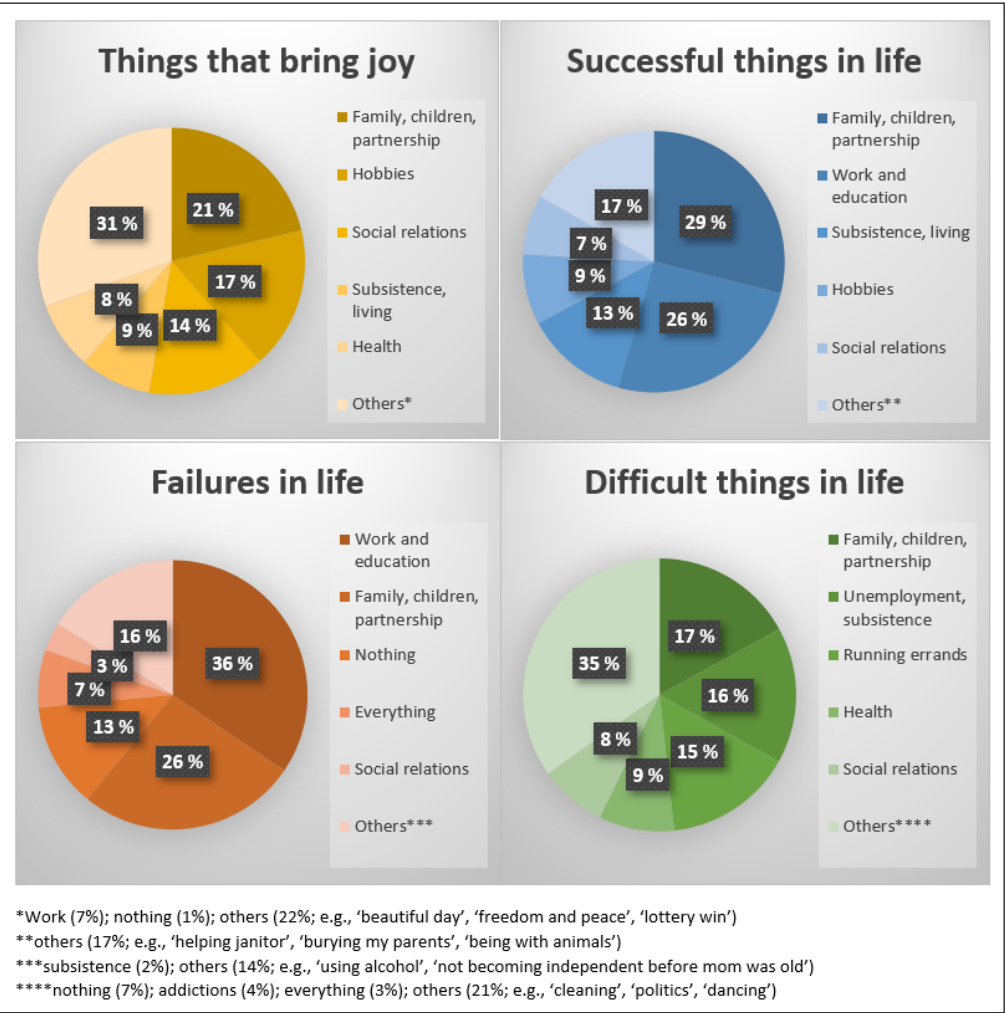 Things that bring joy
Family, children,
partnership
Hobbies
Social relations
Subsistence,
living
Health
Others*
21 %
17 %
14 %
9 %
8 %
31 %
Successful things in life
Family, children,
partnership
Work and
education
Subsistence, living
Hobbies
Social relations
Others**
29 %
26 %
13 %
9 %
7 %
17 %
Failures in life
Work and
education
Family, children,
partnership
Nothing
Everything
Social relations
Others***
36 %
26 %
13 %
7 %
3 %
16 %
Difficult things in life
Family, children,
partnership
Unemployment,
subsistence
Running errands
Health
Social relations
Others****
17 %
16 %
15 %
9 %
8 %
35 %
*Work (7%); nothing (1%); others (22%; e.g., ‘beautiful day’, ‘freedom and peace’, ‘lottery win’)
**others (17%; e.g., ‘helping janitor’, ‘burying my parents’, ‘being with animals’)
***subsistence (2%); others (14%; e.g., ‘using alcohol’, ‘not becoming independent before mom was old’)
****nothing (7%); addictions (4%); everything (3%); others (21%; e.g., ‘cleaning’, ‘politics’, ‘dancing’)